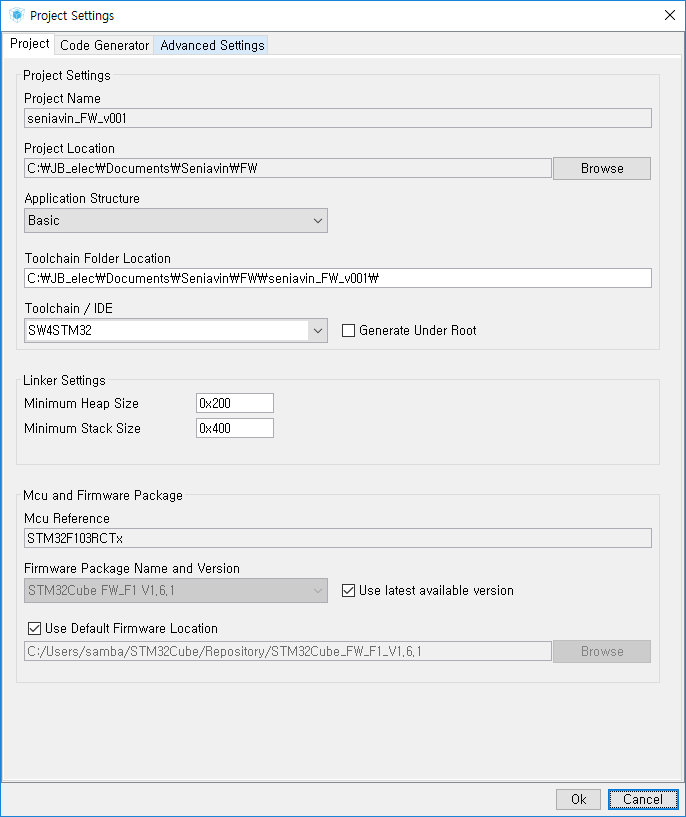 Project Settings
Project
Code Generator
Advanced Settings
Project Settings
Project Name
seniavin_FW_v001
Project Location
C:₩JB_elec₩Documents₩Seniavin₩FW
Browse
Application Structure
Basic
Toolchain Folder Location
C:₩JB_elec₩Documents₩Seniavin₩FW₩seniavin_FW_v001₩
Toolchain / IDE
SW4STM32
Generate Under Root
Linker Settings
Minimum Heap Size
0x200
Minimum Stack Size
0x400
Mcu and Firmware Package
Mcu Reference
STM32F103RCTx
Firmware Package Name and Version
STM32Cube FW_F1 V1.6.1
Use latest available version
Use Default Firmware Location
C:/Users/samba/STM32Cube/Repository/STM32Cube_FW_F1_V1.6.1
Browse
Ok
Cancel